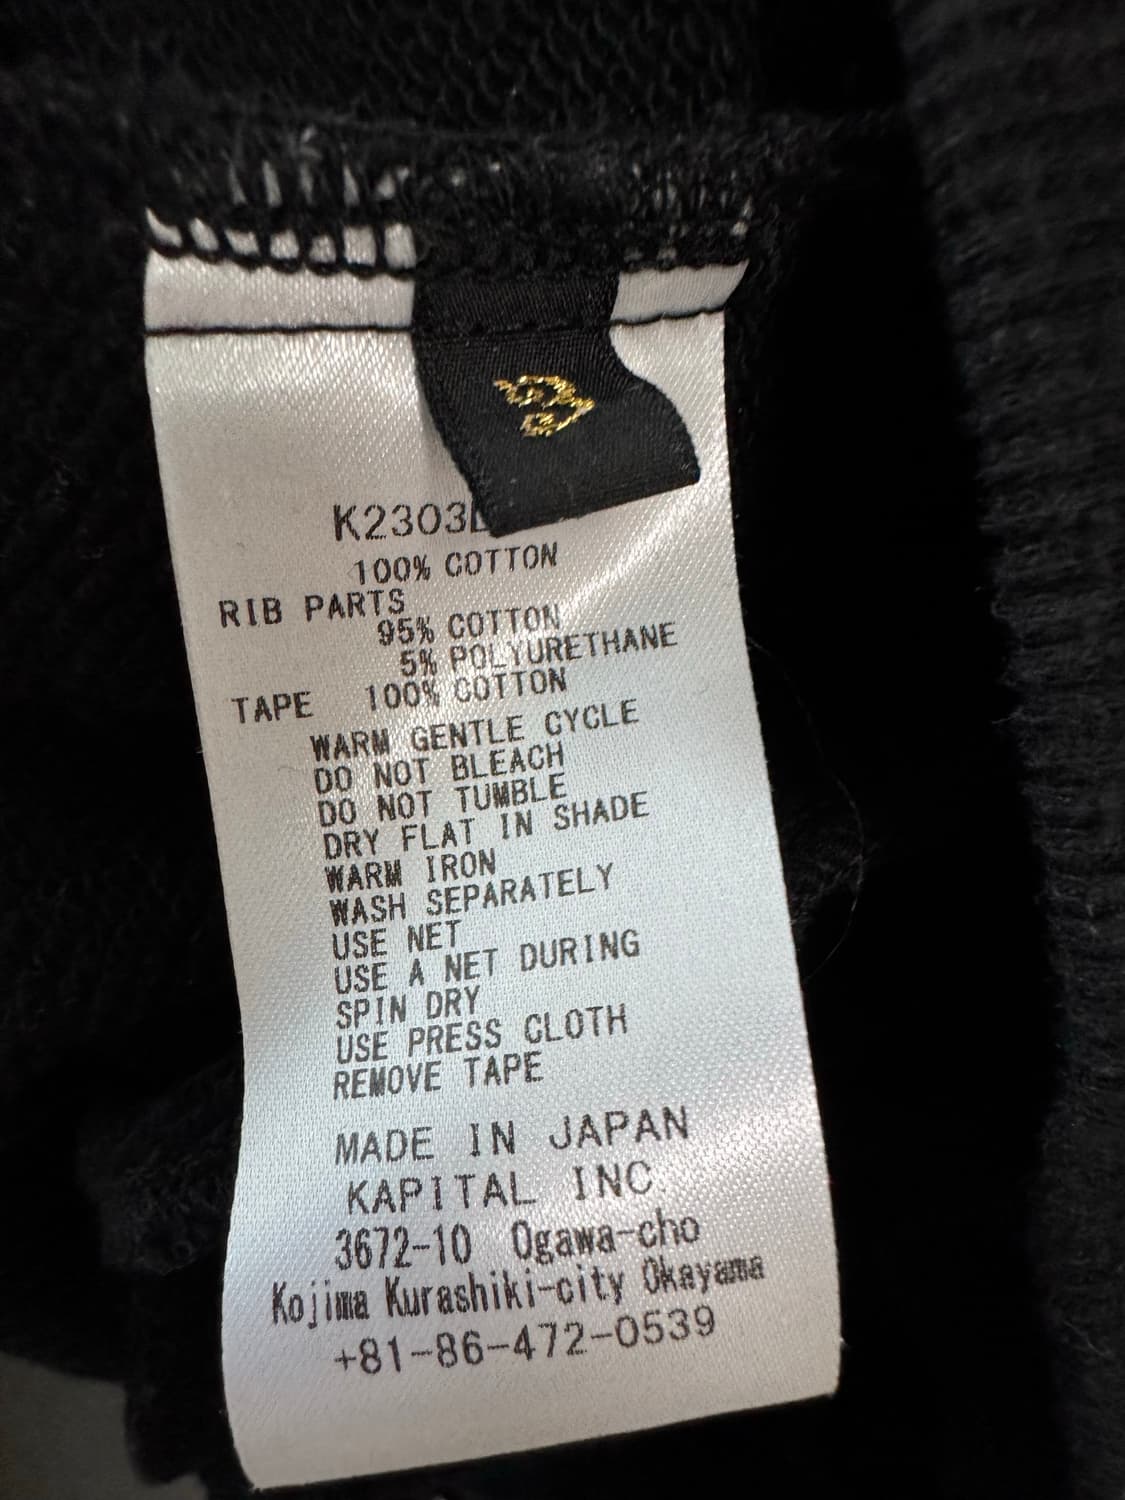 K2303
100% COTTON
RIB PARTS
95% COTTON
5% POLYURETHANE
TAPE 100% COTTON
WARM GENTLE CYCLE
DO NOT BLEACH
DO NOT TUMBLE
DRY FLAT IN SHADE
WARM IRON
WASH SEPARATELY
USE NET
USE A NET DURING
SPIN DRY
USE PRESS CLOTH
REMOVE TAPE
MADE IN JAPAN
KAPITAL INC.
3672-10 Ogawa-cho
Kojima Kurashiki-city Okayama
+81-86-472-0539